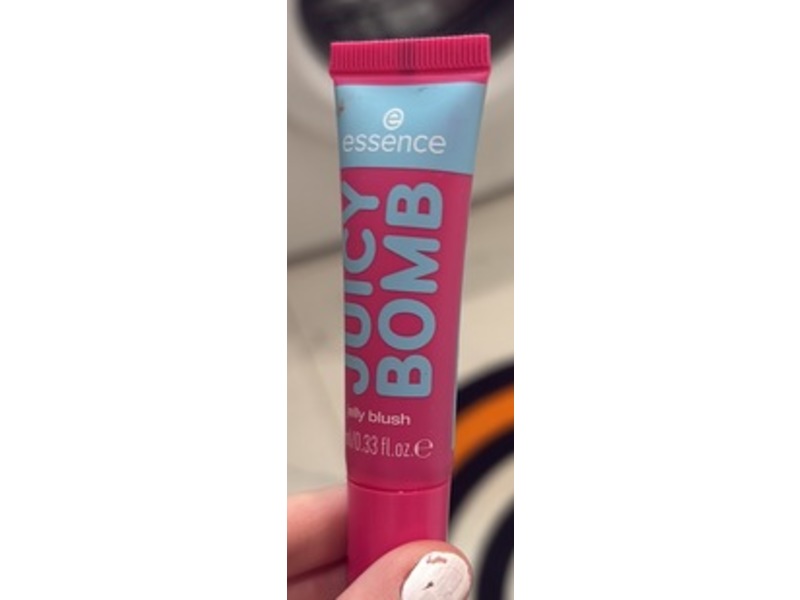 essence
JUICY
BOMB
jelly blush
0.33 fl.oz.℮